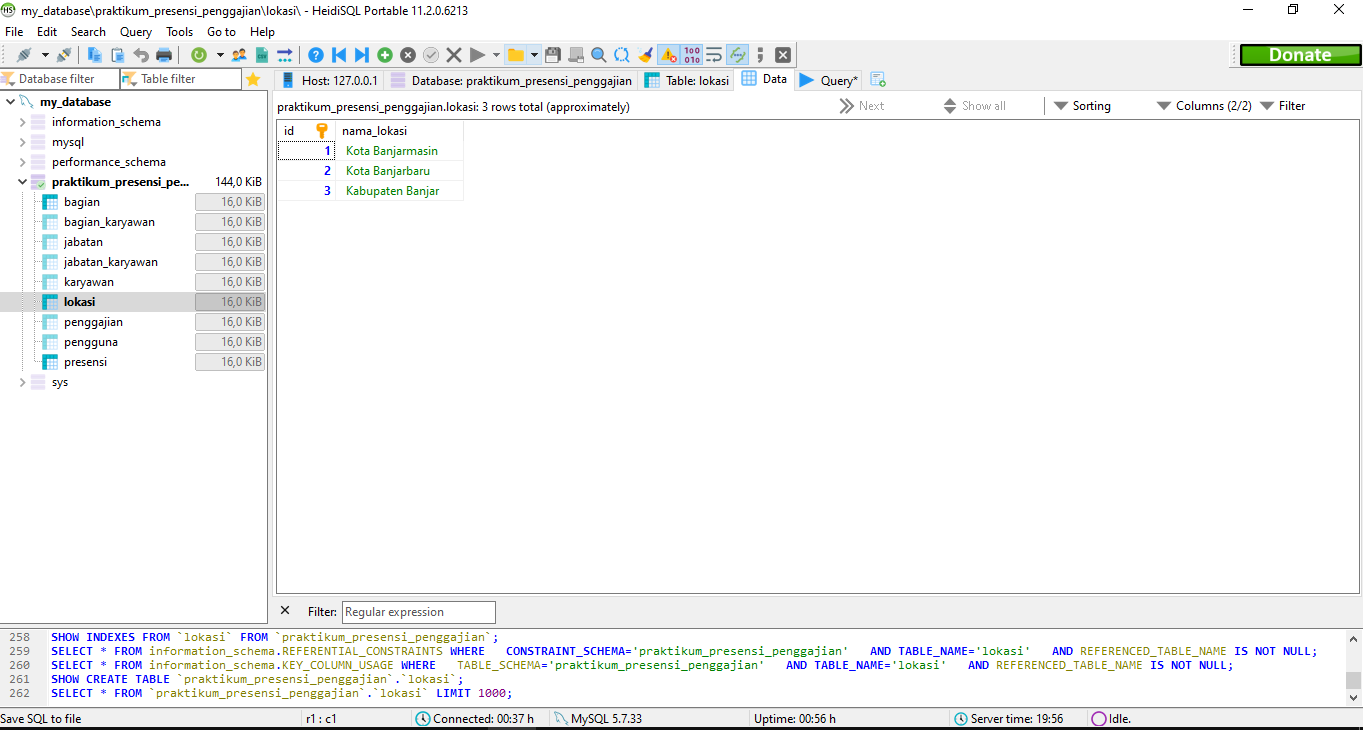 my_database\praktikum_presensi_penggajian\lokasi\ - HeidiSQL Portable 11.2.0.6213
File Edit Search Query Tools Go to Help
Donate
Database filter Table filter
Host: 127.0.0.1 Database: praktikum_presensi_penggajian Table: lokasi Data Query*
my_database
information_schema
mysql
performance_schema
praktikum_presensi_pe... 144,0 KiB
bagian 16,0 KiB
bagian_karyawan 16,0 KiB
jabatan 16,0 KiB
jabatan_karyawan 16,0 KiB
karyawan 16,0 KiB
lokasi 16,0 KiB
penggajian 16,0 KiB
pengguna 16,0 KiB
presensi 16,0 KiB
sys
praktikum_presensi_penggajian.lokasi: 3 rows total (approximately) Next Show all Sorting Columns (2/2) Filter
id nama_lokasi
1 Kota Banjarmasin
2 Kota Banjarbaru
3 Kabupaten Banjar
Filter: Regular expression
258 SHOW INDEXES FROM `lokasi` FROM `praktikum_presensi_penggajian`;
259 SELECT * FROM information_schema.REFERENTIAL_CONSTRAINTS WHERE   CONSTRAINT_SCHEMA='praktikum_presensi_penggajian'   AND TABLE_NAME='lokasi'   AND REFERENCED_TABLE_NAME IS NOT NULL;
260 SELECT * FROM information_schema.KEY_COLUMN_USAGE WHERE   TABLE_SCHEMA='praktikum_presensi_penggajian'   AND TABLE_NAME='lokasi'   AND REFERENCED_TABLE_NAME IS NOT NULL;
261 SHOW CREATE TABLE `praktikum_presensi_penggajian`.`lokasi`;
262 SELECT * FROM `praktikum_presensi_penggajian`.`lokasi` LIMIT 1000;
Save SQL to file r1 : c1 Connected: 00:37 h MySQL 5.7.33 Uptime: 00:56 h Server time: 19:56 Idle.